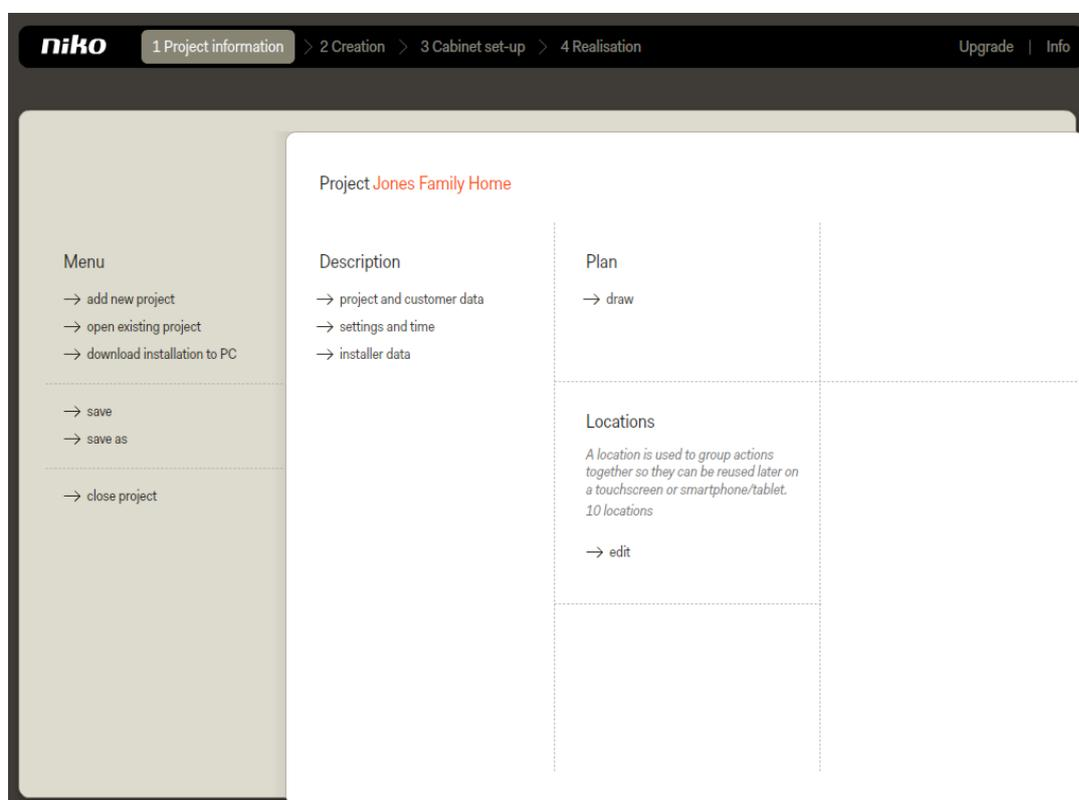 niko
1 Project information
2 Creation
3 Cabinet set-up
4 Realisation
Upgrade | Info
Project Jones Family Home
Menu
→ add new project
→ open existing project
→ download installation to PC
→ save
→ save as
→ close project
Description
→ project and customer data
→ settings and time
→ installer data
Plan
→ draw
Locations
A location is used to group actions
together so they can be reused later on
a touchscreen or smartphone/tablet.
10 locations
→ edit